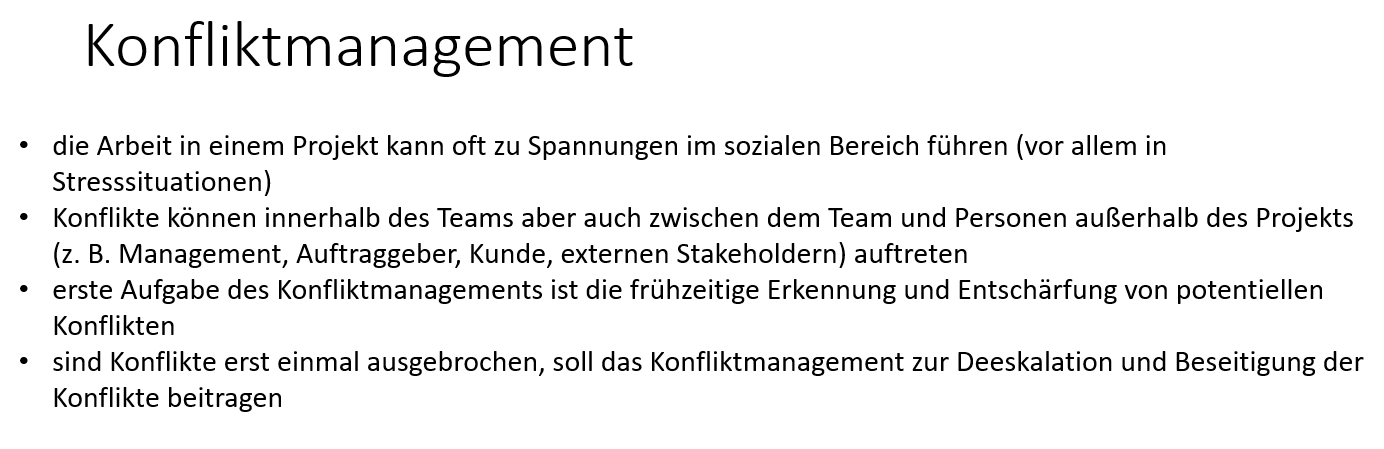 Konfliktmanagement
• die Arbeit in einem Projekt kann oft zu Spannungen im sozialen Bereich führen (vor allem in
Stresssituationen)
• Konflikte können innerhalb des Teams aber auch zwischen dem Team und Personen außerhalb des Projekts
(z. B. Management, Auftraggeber, Kunde, externen Stakeholdern) auftreten
• erste Aufgabe des Konfliktmanagements ist die frühzeitige Erkennung und Entschärfung von potentiellen
Konflikten
• sind Konflikte erst einmal ausgebrochen, soll das Konfliktmanagement zur Deeskalation und Beseitigung der
Konflikte beitragen